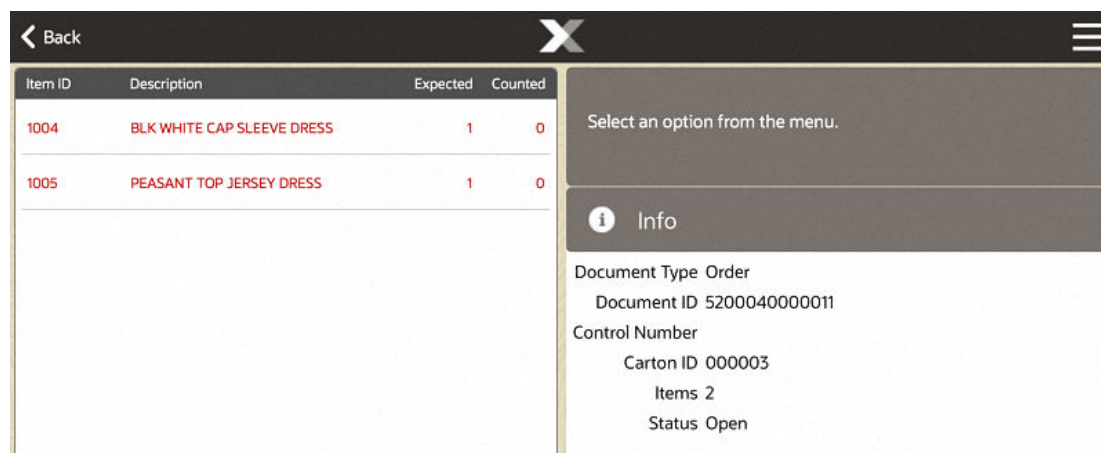 Back
Item ID Description Expected Counted
1004 BLK WHITE CAP SLEEVE DRESS 1 0
1005 PEASANT TOP JERSEY DRESS 1 0
Select an option from the menu.
i Info
Document Type Order
Document ID 5200040000011
Control Number
Carton ID 000003
Items 2
Status Open